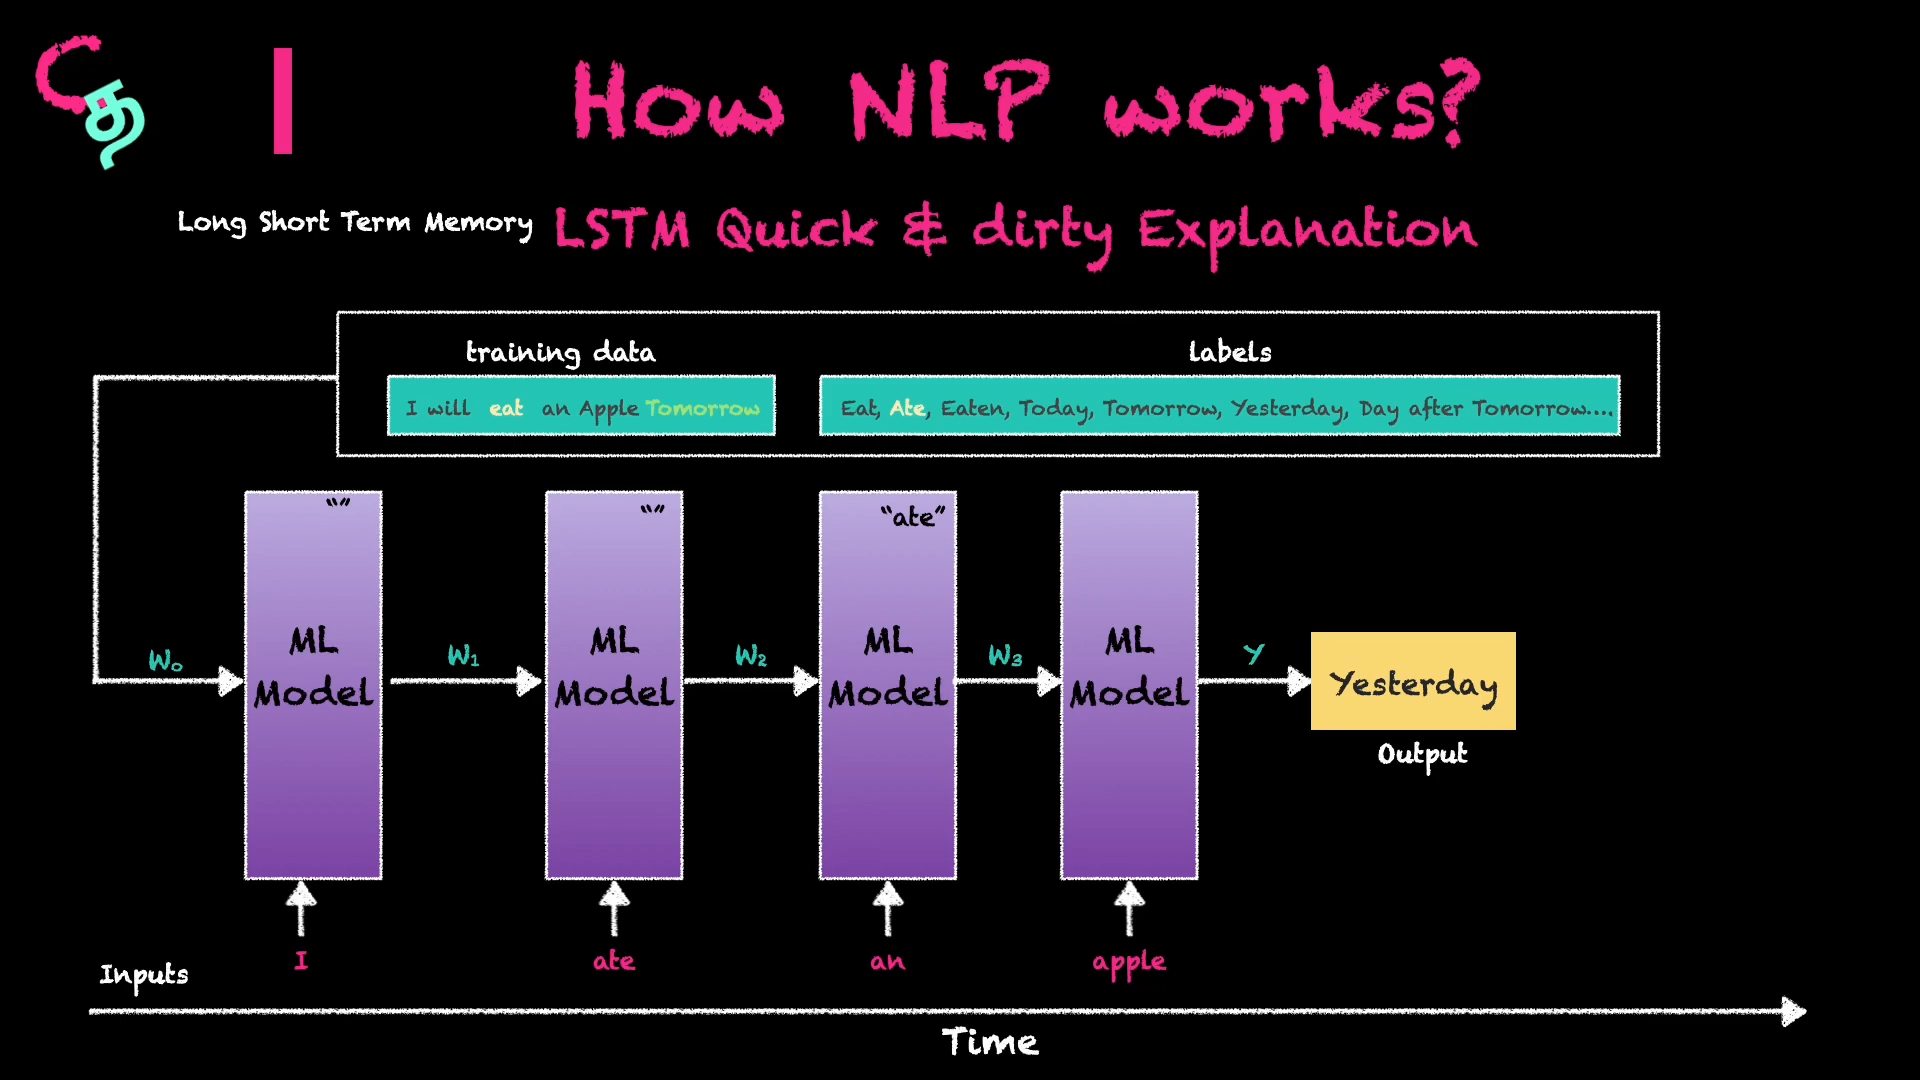 த
How NLP works?
Long Short Term Memory LSTM Quick & dirty Explanation
training data
labels
I will eat an Apple Tomorrow
Eat, Ate, Eaten, Today, Tomorrow, Yesterday, Day after Tomorrow....
“”
“”
“ate”
ML Model
ML Model
ML Model
ML Model
W₀
W₁
W₂
W₃
Y
Yesterday
Output
Inputs
I
ate
an
apple
Time